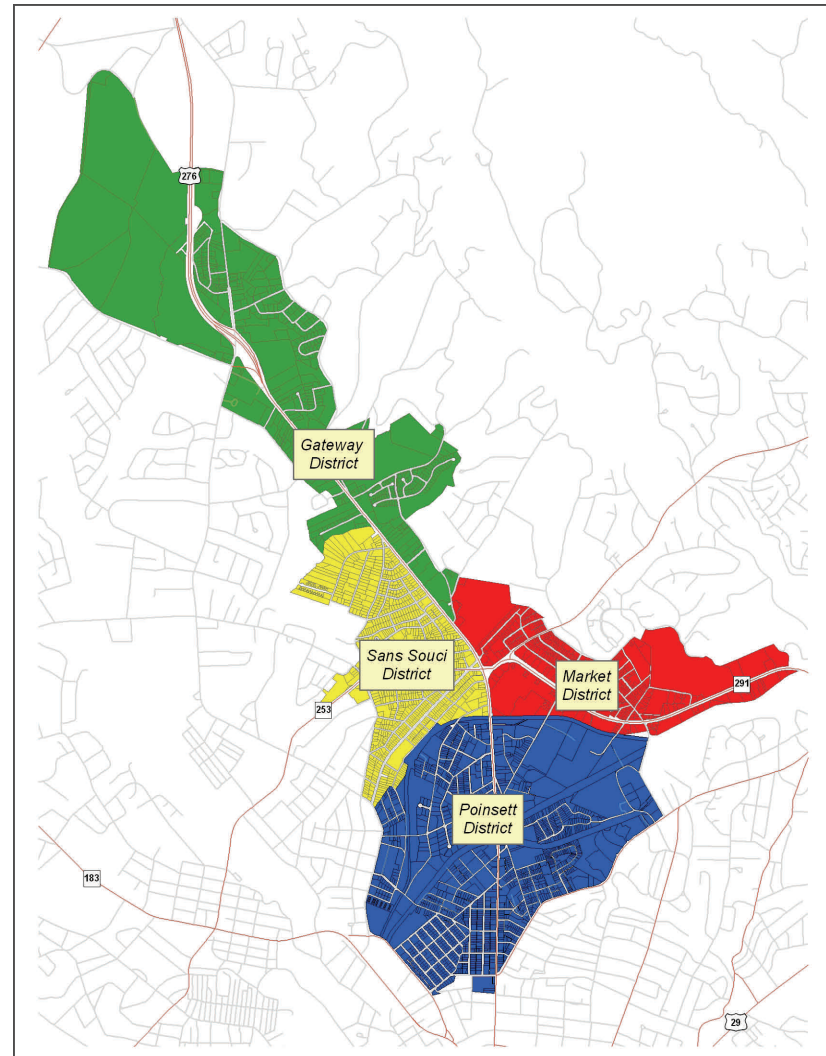 276
Gateway
District
Sans Souci
District
Market
District
291
253
Poinsett
District
183
29